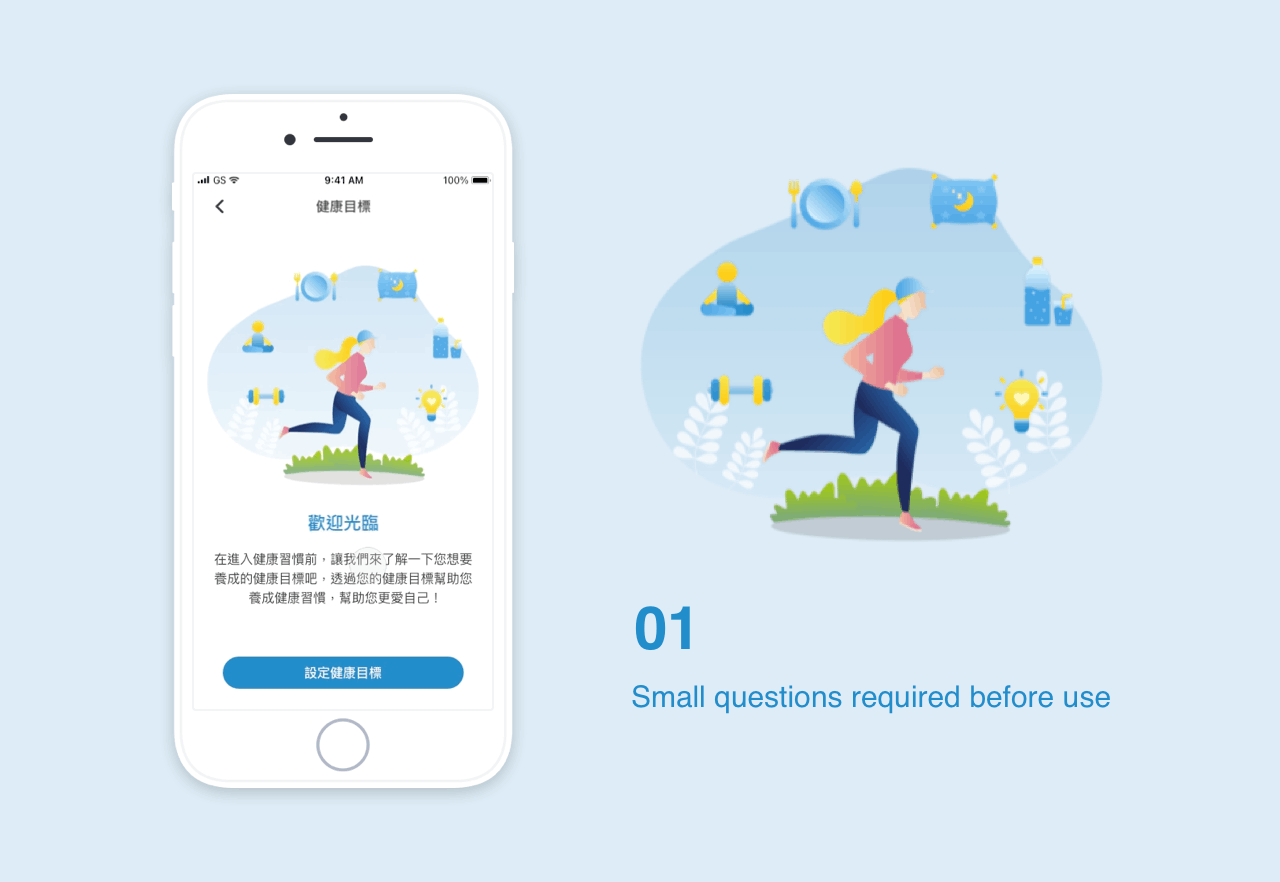 GS 9:41 AM 100%
健康目標
歡迎光臨
在進入健康習慣前，讓我們來了解一下您想要
養成的健康目標吧，透過您的健康目標幫助您
養成健康習慣，幫助您更愛自己！
設定健康目標
01
Small questions required before use